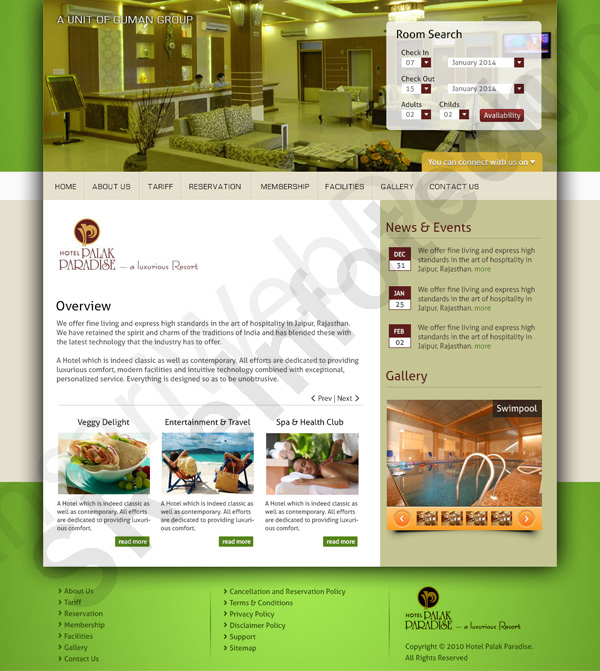 A UNIT OF GUMAN GROUP
Room Search
Check In
07 January 2014
Check Out
15 January 2014
Adults Childs
02 02 Availability
You can connect with us on
HOME ABOUT US TARIFF RESERVATION MEMBERSHIP FACILITIES GALLERY CONTACT US
HOTEL PALAK
PARADISE --- a luxurious Resort
Overview
We offer fine living and express high standards in the art of hospitality in Jaipur, Rajasthan.
We have retained the spirit and charm of the traditions of India and has blended these with
the latest technology that the industry has to offer.
A Hotel which is indeed classic as well as contemporary. All efforts are dedicated to providing
luxurious comfort, modern facilities and intuitive technology combined with exceptional,
personalized service. Everything is designed so as to be unobtrusive.
< Prev | Next >
Veggy Delight
A Hotel which is indeed classic as
well as contemporary. All efforts
are dedicated to providing luxuri-
ous comfort.
read more
Entertainment & Travel
A Hotel which is indeed classic as
well as contemporary. All efforts
are dedicated to providing luxuri-
ous comfort.
read more
Spa & Health Club
A Hotel which is indeed classic as
well as contemporary. All efforts
are dedicated to providing luxuri-
ous comfort.
read more
News & Events
DEC
31
We offer fine living and express high
standards in the art of hospitality in
Jaipur, Rajasthan. more
JAN
25
We offer fine living and express high
standards in the art of hospitality in
Jaipur, Rajasthan. more
FEB
02
We offer fine living and express high
standards in the art of hospitality in
Jaipur, Rajasthan. more
Gallery
Swimpool
> About Us
> Tariff
> Reservation
> Membership
> Facilities
> Gallery
> Contact Us
> Cancellation and Reservation Policy
> Terms & Conditions
> Privacy Policy
> Disclaimer Policy
> Support
> Sitemap
HOTEL PALAK
PARADISE --- a luxurious Resort
Copyright © 2010 Hotel Palak Paradise.
All Rights Reserved